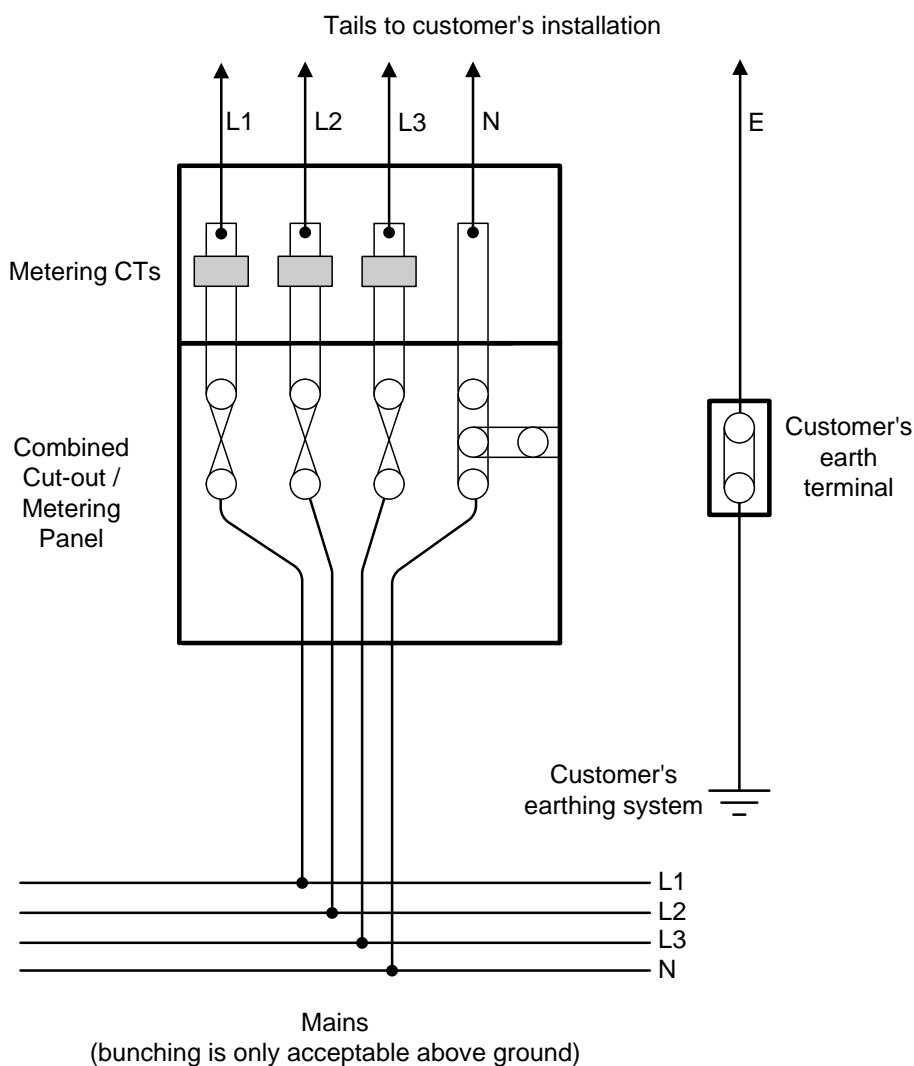 Tails to customer's installation
L1
L2
L3
N
E
Metering CTs
Combined
Cut-out /
Metering
Panel
Customer's
earth
terminal
Customer's
earthing system
L1
L2
L3
N
Mains
(bunching is only acceptable above ground)